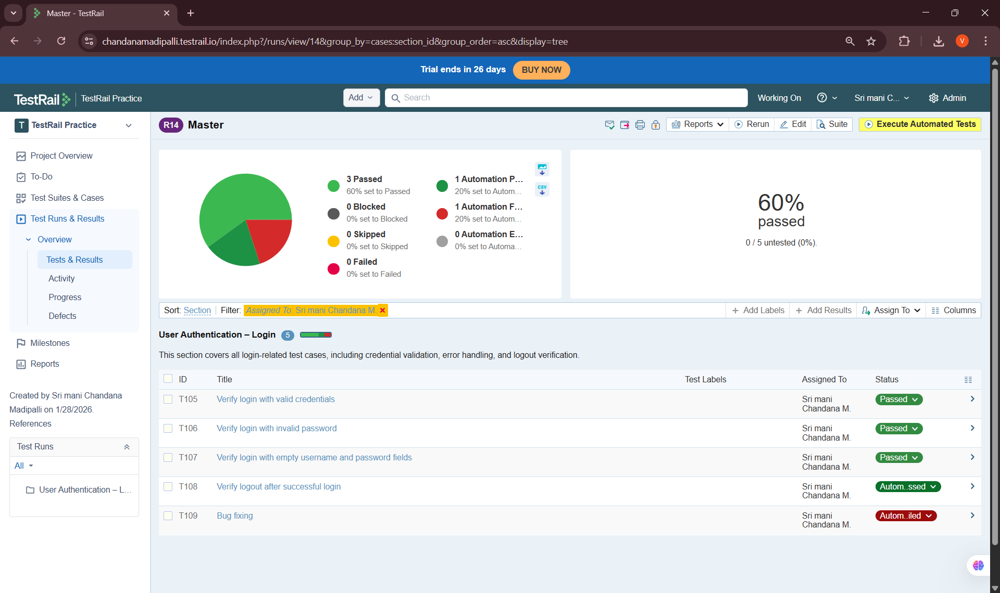 Master - TestRail
chandanamadipalli.testrail.io/index.php?/runs/view/14&group_by=cases:section_id&group_order=asc&display=tree
V
Trial ends in 26 days
BUY NOW
TestRail
TestRail Practice
Add
Search
Working On
Sri mani C...
Admin
T TestRail Practice
Project Overview
To-Do
Test Suites & Cases
Test Runs & Results
Overview
Tests & Results
Activity
Progress
Defects
Milestones
Reports
Created by Sri mani Chandana
Madipalli on 1/28/2026.
References
Test Runs
All
User Authentication – L...
R14 Master
Reports
Rerun
Edit
Suite
Execute Automated Tests
3 Passed
60% set to Passed
0 Blocked
0% set to Blocked
0 Skipped
0% set to Skipped
0 Failed
0% set to Failed
1 Automation P...
20% set to Autom...
1 Automation F...
20% set to Autom...
0 Automation E...
0% set to Automa...
CSV
60%
passed
0 / 5 untested (0%).
Sort: Section Filter: Assigned To: Sri mani Chandana M.
+ Add Labels + Add Results Assign To Columns
User Authentication – Login 5
This section covers all login-related test cases, including credential validation, error handling, and logout verification.
ID Title Test Labels Assigned To Status
T105 Verify login with valid credentials Sri mani Chandana M. Passed
T106 Verify login with invalid password Sri mani Chandana M. Passed
T107 Verify login with empty username and password fields Sri mani Chandana M. Passed
T108 Verify logout after successful login Sri mani Chandana M. Autom..ssed
T109 Bug fixing Sri mani Chandana M. Autom..iled